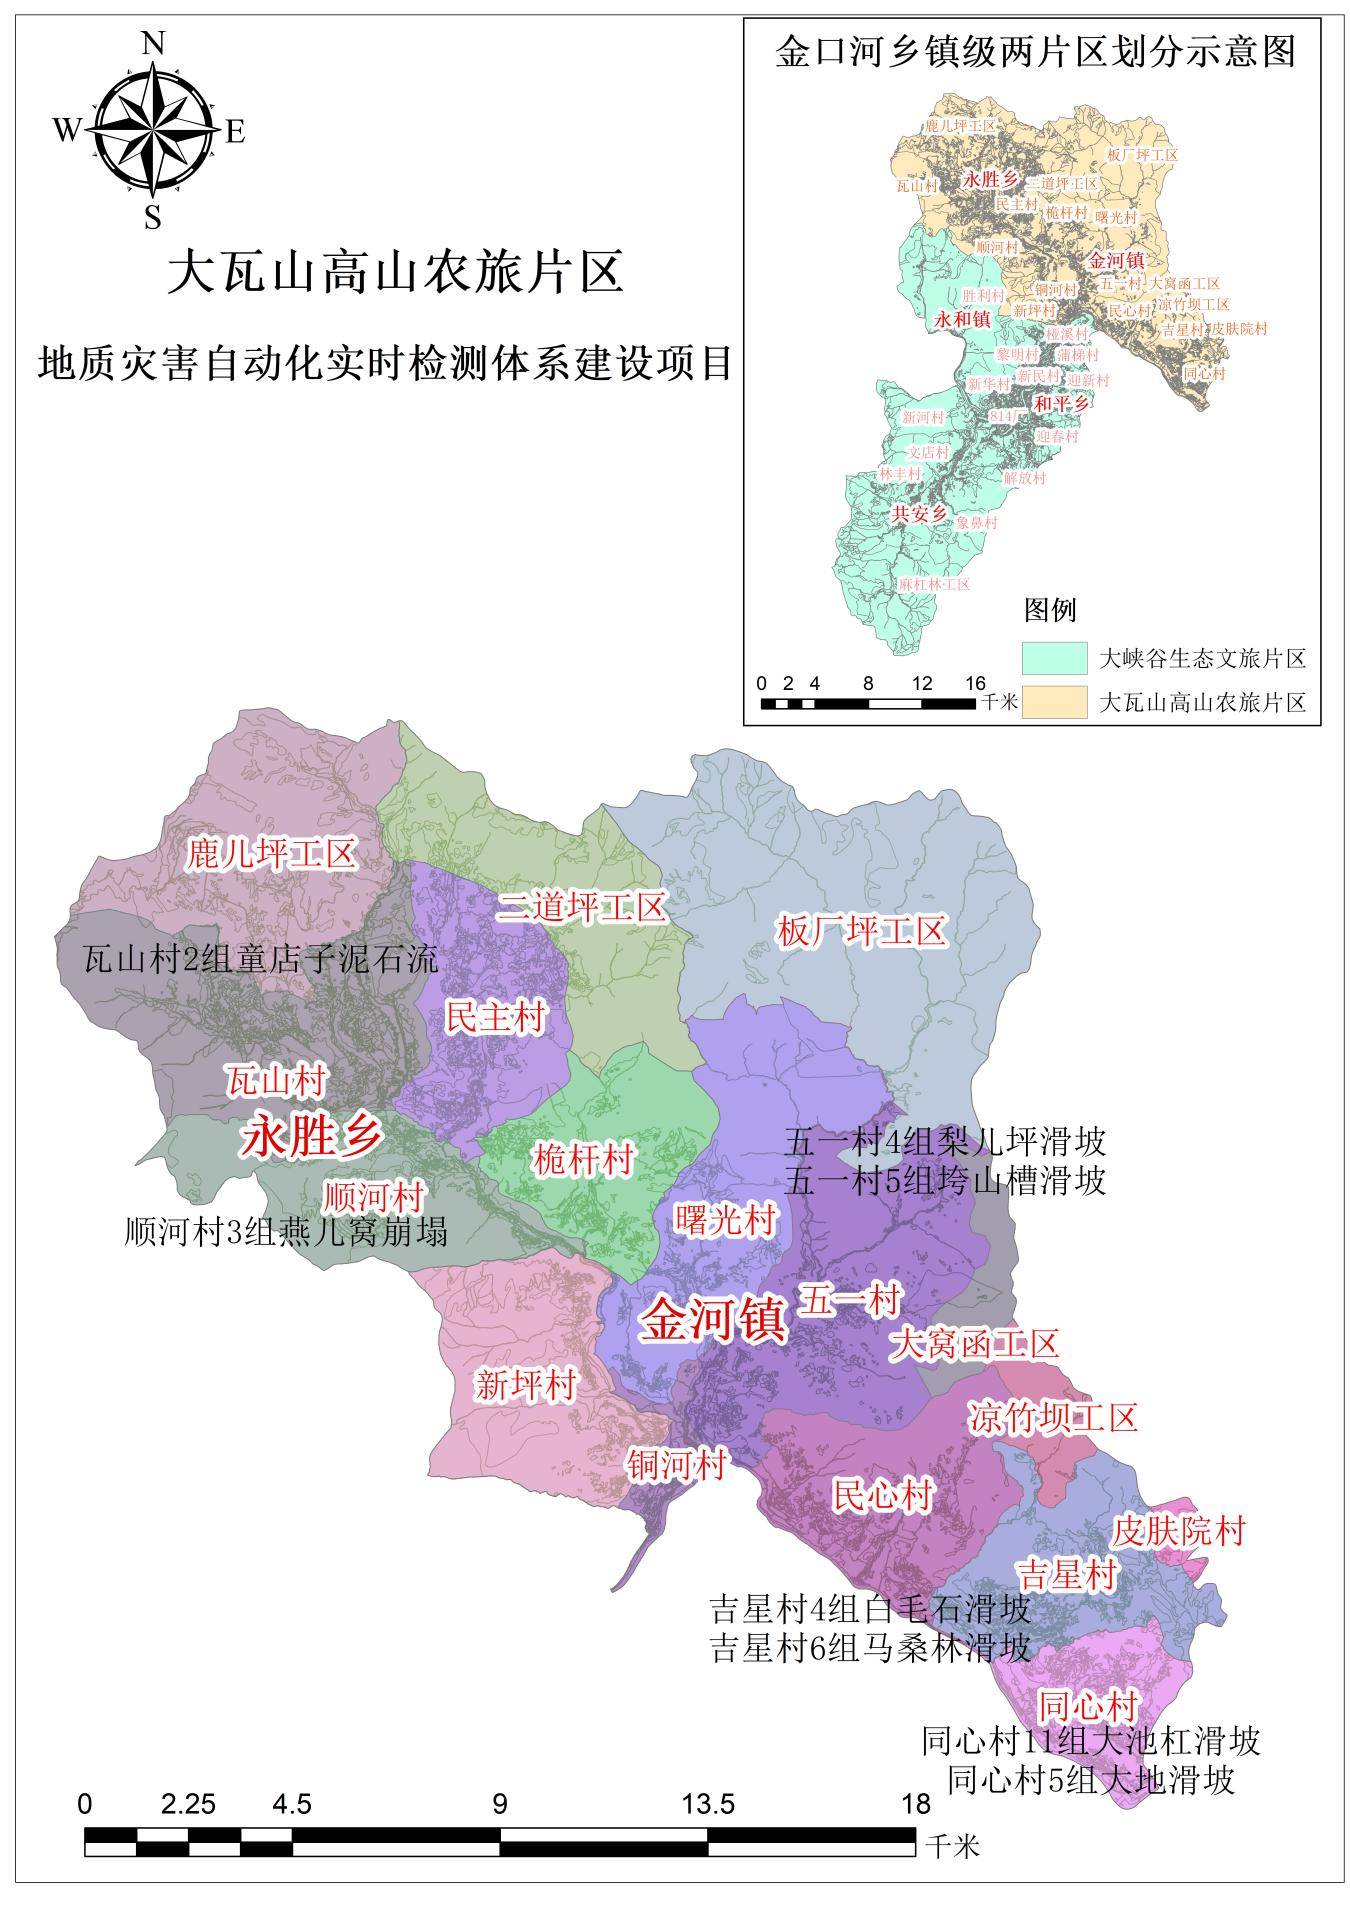 N
W
E
S
大瓦山高山农旅片区
地质灾害自动化实时检测体系建设项目
金口河乡镇级两片区划分示意图
鹿儿坪工区
板厂坪工区
瓦山村
永胜乡
二道坪工区
民主村
桅杆村
曙光村
顺河村
金河镇
五一村
大窝函工区
铜河村
胜利村
凉竹坝工区
新坪村
民心村
永和镇
吉星村
皮肤院村
桠溪村
黎明村
蒲梯村
同心村
新华村
新民村
迎新村
和平乡
新河村
814厂
迎春村
文店村
林丰村
解放村
共安乡
象鼻村
麻杠林工区
图例
大峡谷生态文旅片区
大瓦山高山农旅片区
0 2 4 8 12 16
千米
鹿儿坪工区
二道坪工区
板厂坪工区
瓦山村2组童店子泥石流
民主村
瓦山村
永胜乡
五一村4组梨儿坪滑坡
桅杆村
五一村5组垮山槽滑坡
顺河村
曙光村
顺河村3组燕儿窝崩塌
五一村
金河镇
大窝函工区
新坪村
凉竹坝工区
铜河村
民心村
皮肤院村
吉星村
吉星村4组白毛石滑坡
吉星村6组马桑林滑坡
同心村
同心村11组大池杠滑坡
同心村5组大地滑坡
0 2.25 4.5 9 13.5 18
千米